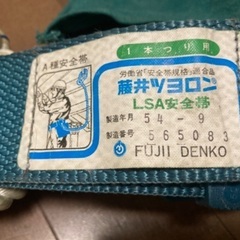 A種安全帯
1本つり用
労働省「安全帯規格」適合品
藤井ツヨロン
LSA安全帯
製造年月 54-9
製造番号 565083
FUJII DENKO